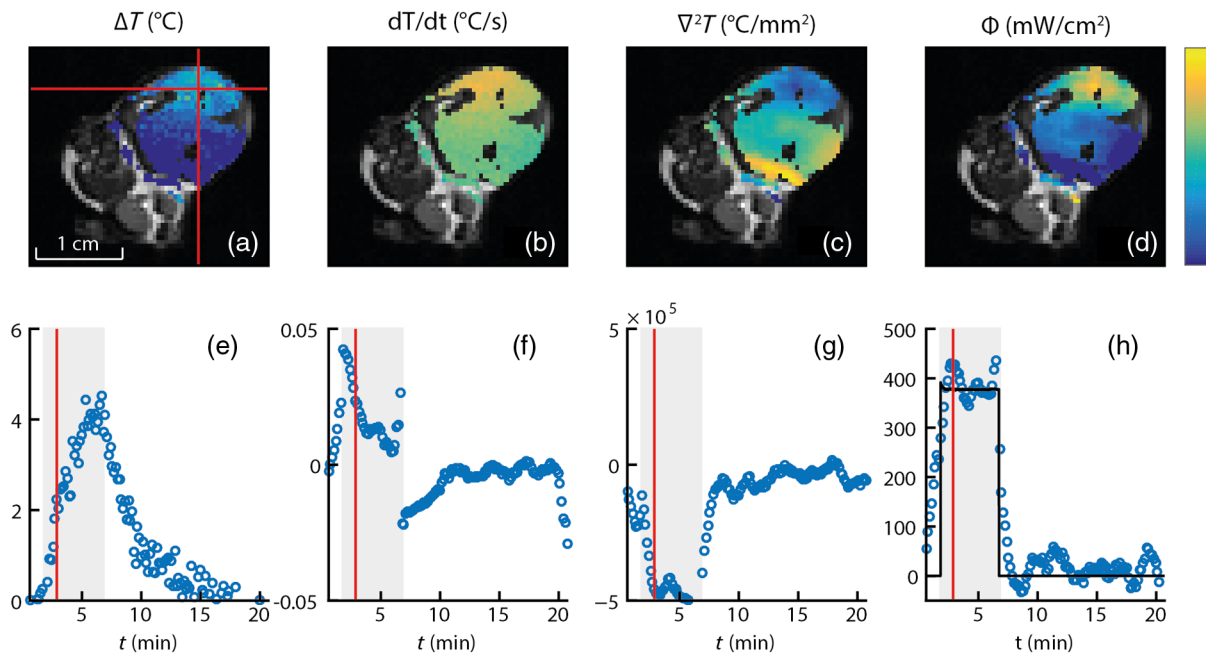 ΔT (°C) dT/dt (°C/s) ∇²T (°C/mm²) Φ (mW/cm²)
1 cm (a) (b) (c) (d)
6 4 2 0 5 10 15 20 t (min) (e)
0.05 0 -0.05 5 10 15 20 t (min) (f)
5 × 10⁵ 0 −5 5 10 15 20 t (min) (g)
500 400 300 200 100 0 5 10 15 20 t (min) (h)